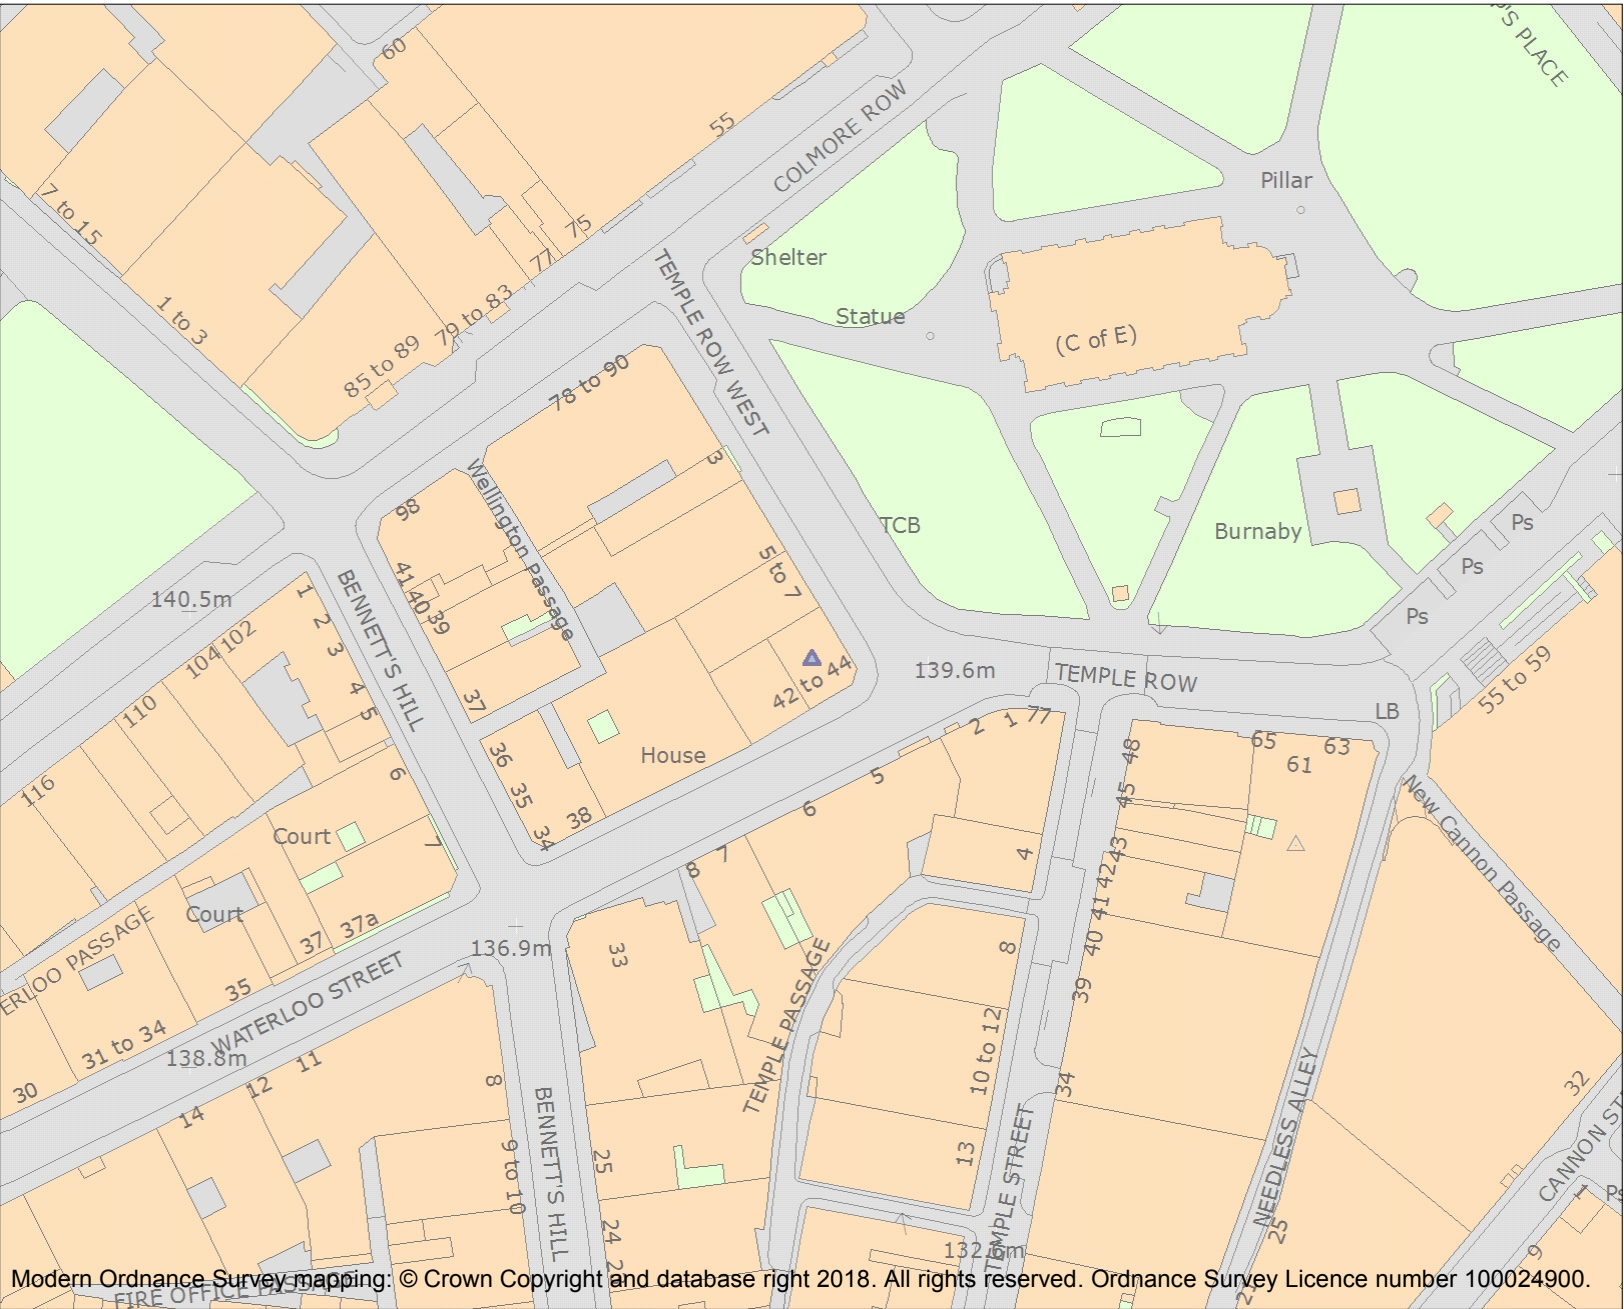 60
P'S PLACE
COLMORE ROW
55
Pillar
7 to 15
75
77
Shelter
TEMPLE ROW WEST
79 to 83
1 to 3
Statue
(C of E)
85 to 89
78 to 90
3
Wellington Passage
98
TCB
Burnaby
Ps
Ps
Ps
5 to 7
41
40
39
BENNETT'S HILL
140.5m
1
2
3
4
5
102
104
110
116
42 to 44
139.6m
TEMPLE ROW
55 to 59
LB
37
36
35
34
38
House
2
1
77
48
65
63
61
45
43
42
41
40
39
34
5
6
7
8
6
7
Court
Court
New Cannon Passage
4
8
10 to 12
13
37
37a
35
31 to 34
30
ERLOO PASSAGE
WATERLOO STREET
136.9m
138.8m
33
TEMPLE PASSAGE
11
12
14
8
9 to 10
BENNETT'S HILL
25
24
TEMPLE STREET
NEEDLESS ALLEY
25
32
CANNON ST
1
Ps
9
132.6m
FIRE OFFICE PASSAGE
Modern Ordnance Survey mapping: © Crown Copyright and database right 2018. All rights reserved. Ordnance Survey Licence number 100024900.